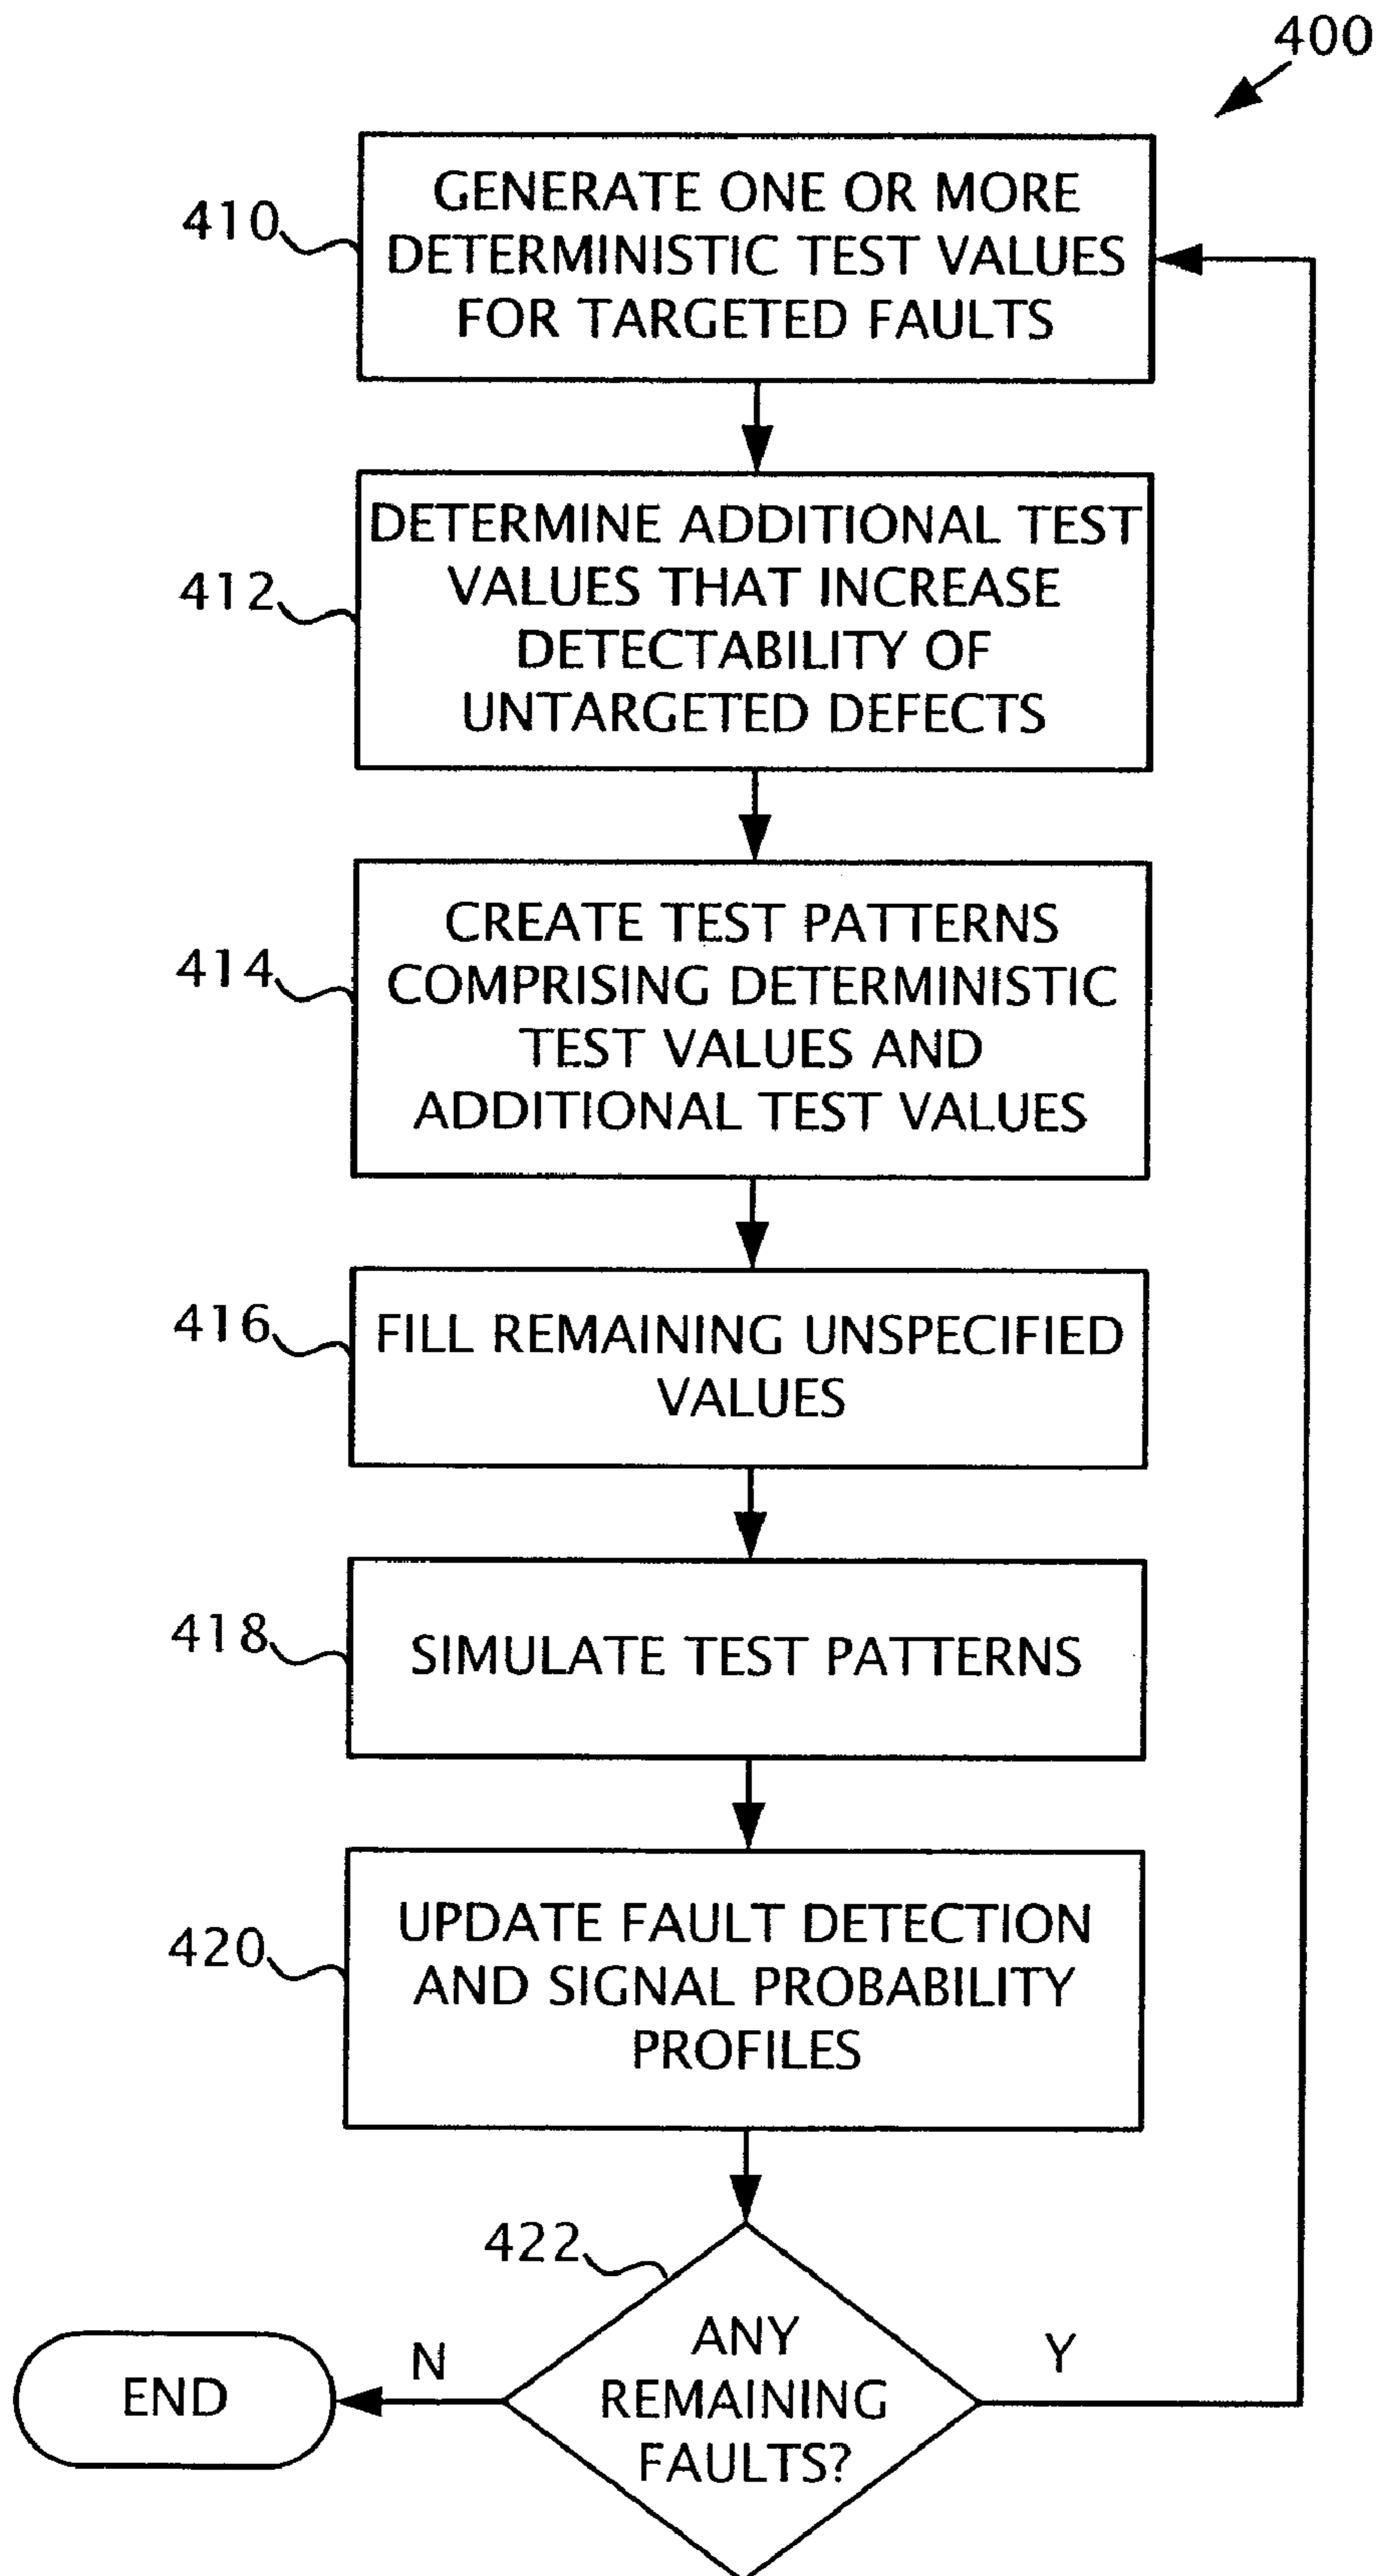 400
410
GENERATE ONE OR MORE
DETERMINISTIC TEST VALUES
FOR TARGETED FAULTS
412
DETERMINE ADDITIONAL TEST
VALUES THAT INCREASE
DETECTABILITY OF
UNTARGETED DEFECTS
414
CREATE TEST PATTERNS
COMPRISING DETERMINISTIC
TEST VALUES AND
ADDITIONAL TEST VALUES
416
FILL REMAINING UNSPECIFIED
VALUES
418
SIMULATE TEST PATTERNS
420
UPDATE FAULT DETECTION
AND SIGNAL PROBABILITY
PROFILES
422
ANY
REMAINING
FAULTS?
N
Y
END